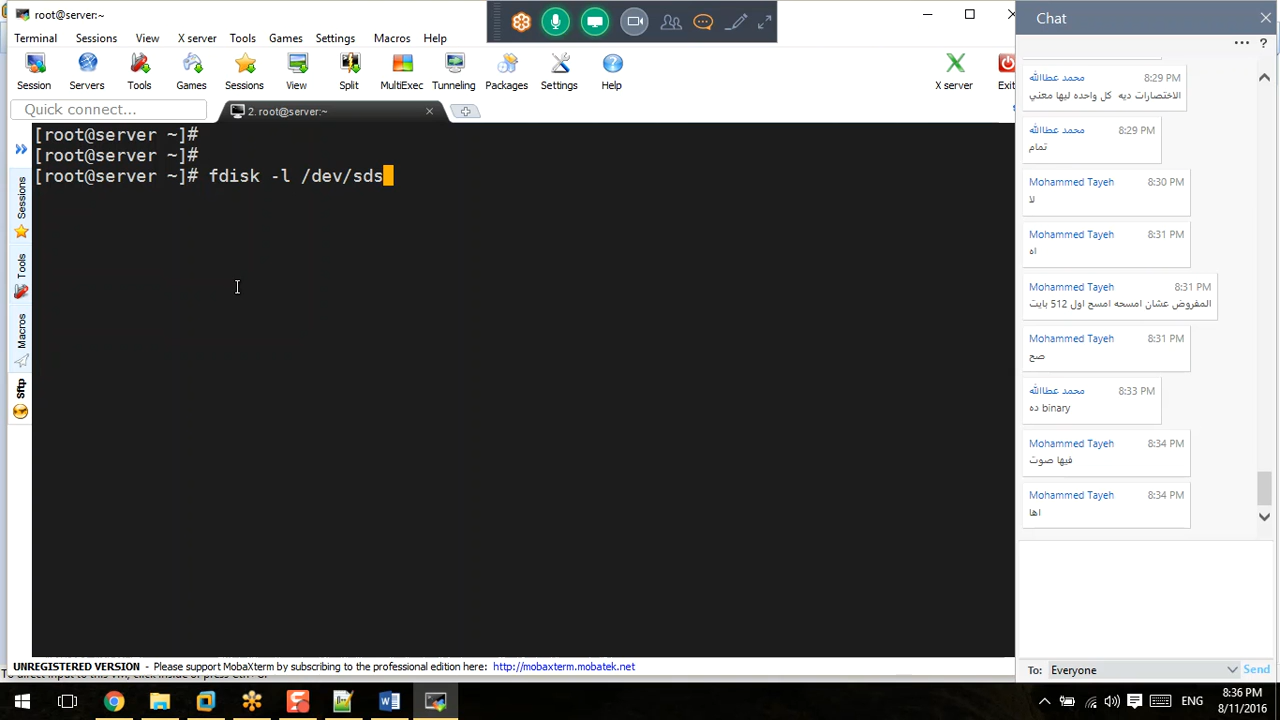 root@server:~
Terminal Sessions View X server Tools Games Settings Macros Help
Session Servers Tools Games Sessions View Split MultiExec Tunneling Packages Settings Help X server Exit
Quick connect...
2. root@server:~
[root@server ~]#
[root@server ~]#
[root@server ~]# fdisk -l /dev/sds
Sessions
Tools
Macros
Sftp
UNREGISTERED VERSION - Please support MobaXterm by subscribing to the professional edition here: http://mobaxterm.mobatek.net
Chat
محمد عطاالله 8:29 PM
الاختصارات ديه كل واحده ليها معني
محمد عطاالله 8:29 PM
تمام
Mohammed Tayeh 8:30 PM
لا
Mohammed Tayeh 8:31 PM
اه
Mohammed Tayeh 8:31 PM
المفروض عشان امسحه امسح اول 512 بايت
Mohammed Tayeh 8:31 PM
صح
محمد عطاالله 8:33 PM
ده binary
Mohammed Tayeh 8:34 PM
فيها صوت
Mohammed Tayeh 8:34 PM
اها
To: Everyone Send
ENG
8:36 PM
8/11/2016